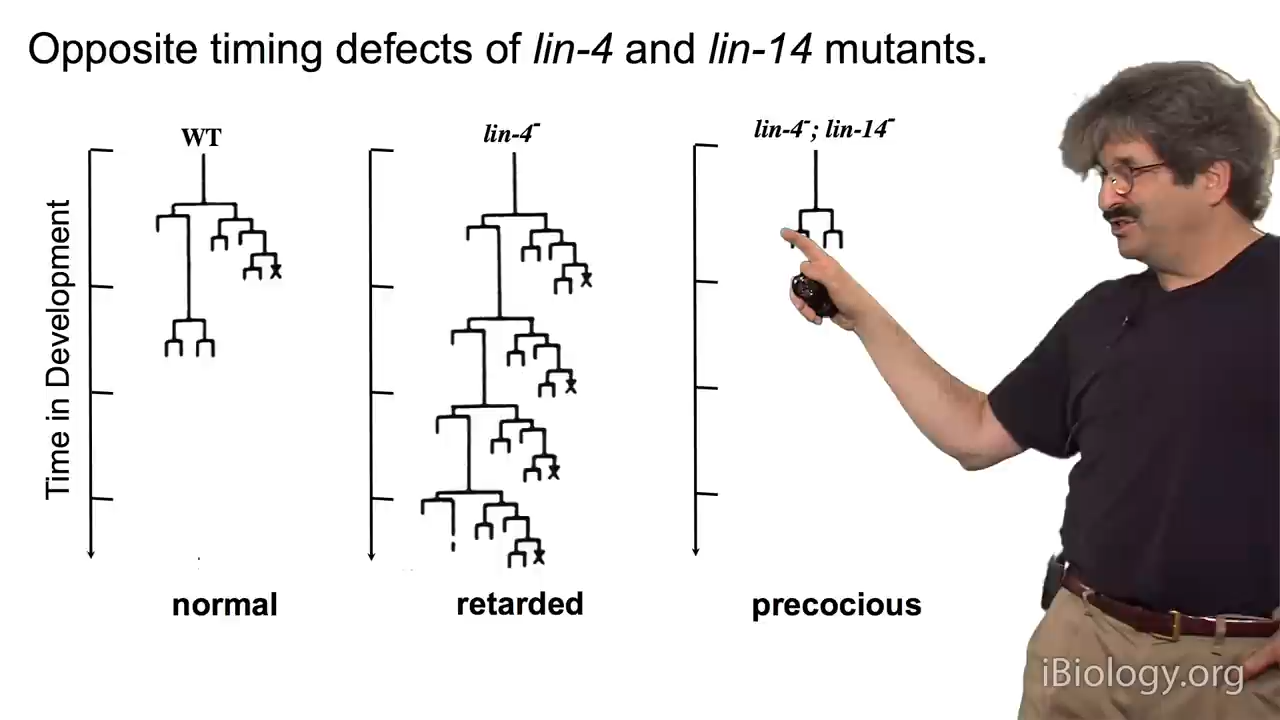 Opposite timing defects of lin-4 and lin-14 mutants.
WT
lin-4⁻
lin-4⁻; lin-14⁻
Time in Development
x
x
x
x
x
normal
retarded
precocious
iBiology.org